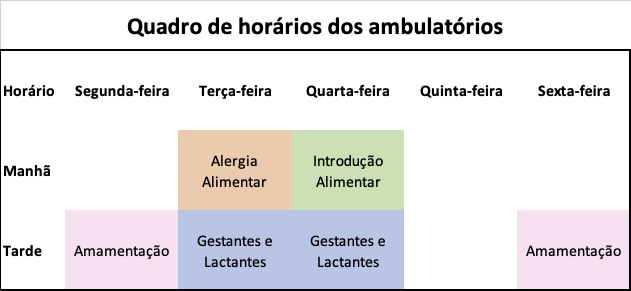 Quadro de horários dos ambulatórios
Horário Segunda-feira Terça-feira Quarta-feira Quinta-feira Sexta-feira
Manhã
Alergia
Alimentar
Introdução
Alimentar
Tarde
Amamentação
Gestantes e
Lactantes
Gestantes e
Lactantes
Amamentação